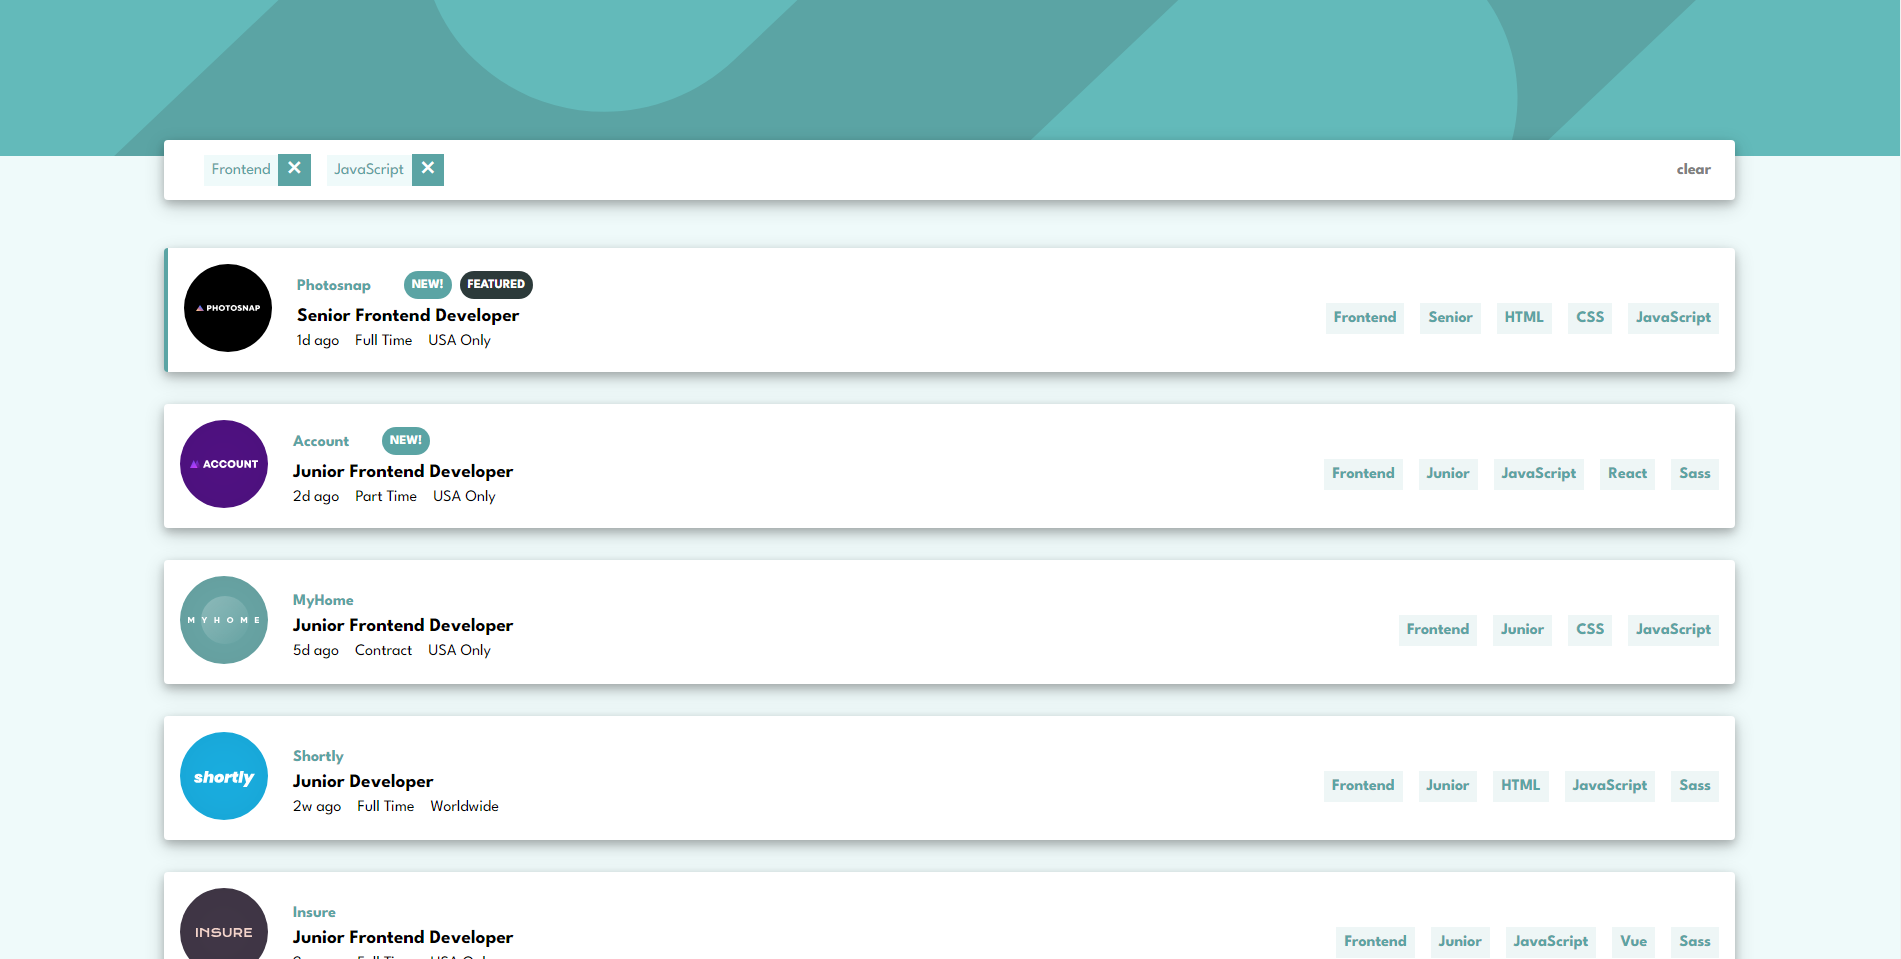 Frontend ✕ JavaScript ✕ clear
PHOTOSNAP
Photosnap NEW! FEATURED
Senior Frontend Developer
1d ago Full Time USA Only
Frontend Senior HTML CSS JavaScript
ACCOUNT
Account NEW!
Junior Frontend Developer
2d ago Part Time USA Only
Frontend Junior JavaScript React Sass
MYHOME
MyHome
Junior Frontend Developer
5d ago Contract USA Only
Frontend Junior CSS JavaScript
shortly
Shortly
Junior Developer
2w ago Full Time Worldwide
Frontend Junior HTML JavaScript Sass
INSURE
Insure
Junior Frontend Developer
Frontend Junior JavaScript Vue Sass